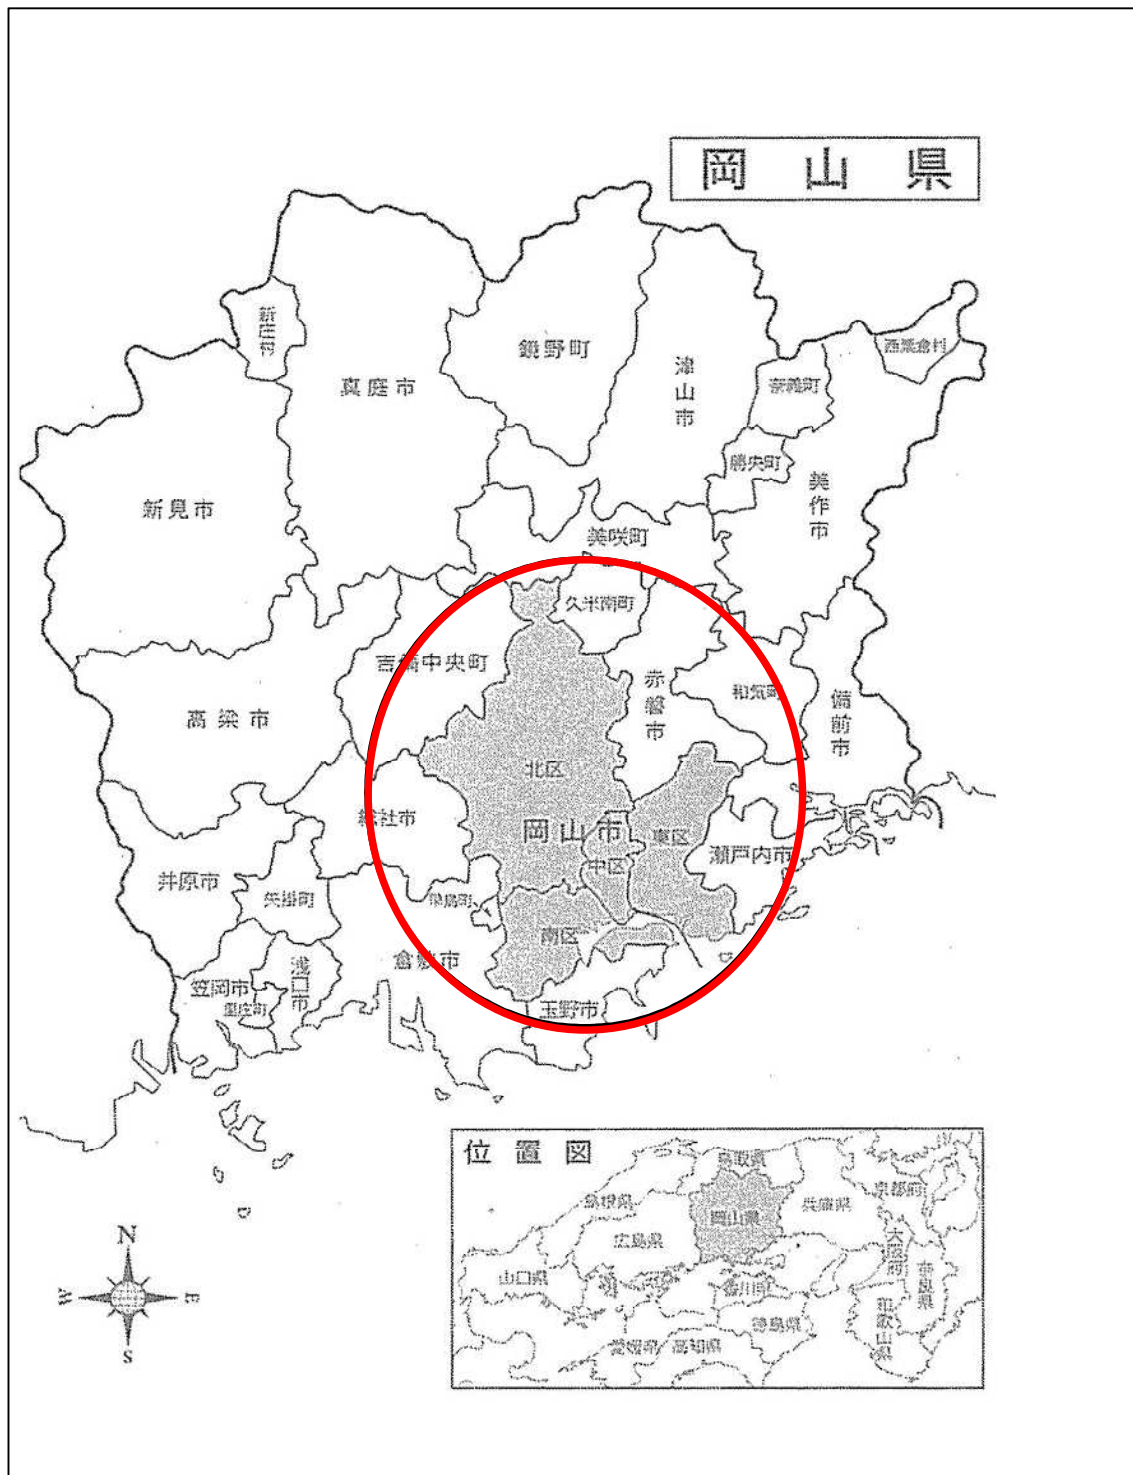 岡山県
新庄村
真庭市
鏡野町
津山市
西粟倉村
奈義町
勝央町
美作市
新見市
美咲町
久米南町
吉備中央町
赤磐市
和気町
備前市
高梁市
北区
総社市
岡山市
東区
中区
瀬戸内市
井原市
矢掛町
早島町
南区
倉敷市
浅口市
笠岡市
里庄町
玉野市
位置図
鳥取県
島根県
岡山県
兵庫県
京都府
広島県
大阪府
奈良県
山口県
香川県
徳島県
和歌山県
愛媛県
高知県
N
W
E
S